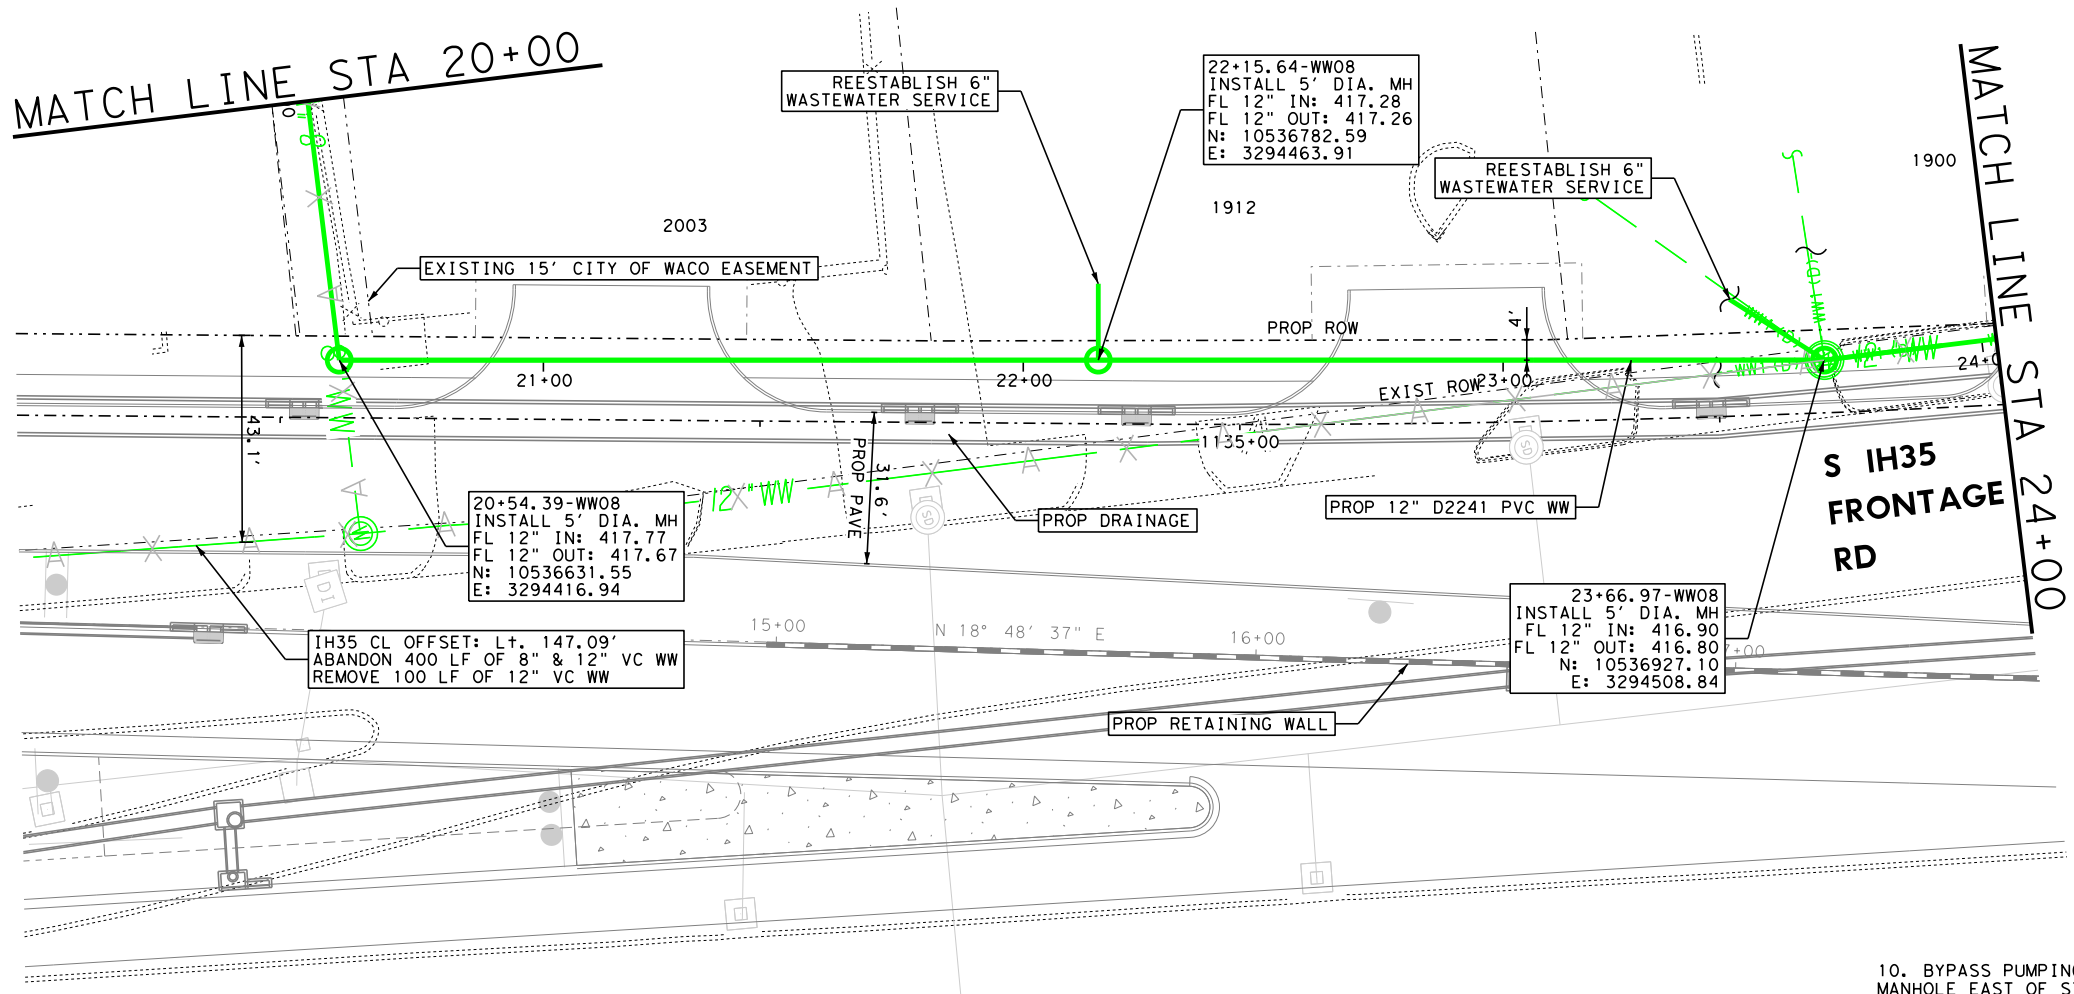 MATCH LINE STA 20+00
REESTABLISH 6"
WASTEWATER SERVICE
22+15.64-WW08
INSTALL 5' DIA. MH
FL 12" IN: 417.28
FL 12" OUT: 417.26
N: 10536782.59
E: 3294463.91
REESTABLISH 6"
WASTEWATER SERVICE
1900
MATCH LINE STA 24+00
2003
1912
EXISTING 15' CITY OF WACO EASEMENT
PROP ROW
4'
21+00
22+00
23+00
EXIST ROW
12"WW
1135+00
43.1'
31.6'
PROP PAVE
12"WW
S IH35
FRONTAGE
RD
20+54.39-WW08
INSTALL 5' DIA. MH
FL 12" IN: 417.77
FL 12" OUT: 417.67
N: 10536631.55
E: 3294416.94
PROP DRAINAGE
PROP 12" D2241 PVC WW
SD
SD
23+66.97-WW08
INSTALL 5' DIA. MH
FL 12" IN: 416.90
FL 12" OUT: 416.80
N: 10536927.10
E: 3294508.84
IH35 CL OFFSET: Lt. 147.09'
ABANDON 400 LF OF 8" & 12" VC WW
REMOVE 100 LF OF 12" VC WW
15+00
N 18° 48' 37" E
16+00
PROP RETAINING WALL
10. BYPASS PUMPING
MANHOLE EAST OF